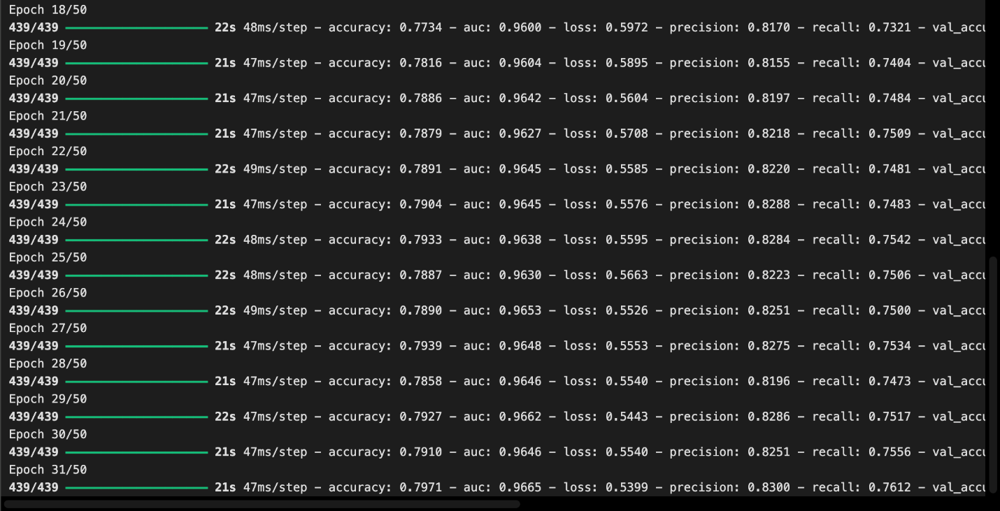 Epoch 18/50
439/439 22s 48ms/step - accuracy: 0.7734 - auc: 0.9600 - loss: 0.5972 - precision: 0.8170 - recall: 0.7321 - val_accu
Epoch 19/50
439/439 21s 47ms/step - accuracy: 0.7816 - auc: 0.9604 - loss: 0.5895 - precision: 0.8155 - recall: 0.7404 - val_accu
Epoch 20/50
439/439 21s 47ms/step - accuracy: 0.7886 - auc: 0.9642 - loss: 0.5604 - precision: 0.8197 - recall: 0.7484 - val_accu
Epoch 21/50
439/439 21s 47ms/step - accuracy: 0.7879 - auc: 0.9627 - loss: 0.5708 - precision: 0.8218 - recall: 0.7509 - val_accu
Epoch 22/50
439/439 22s 49ms/step - accuracy: 0.7891 - auc: 0.9645 - loss: 0.5585 - precision: 0.8220 - recall: 0.7481 - val_accu
Epoch 23/50
439/439 21s 47ms/step - accuracy: 0.7904 - auc: 0.9645 - loss: 0.5576 - precision: 0.8288 - recall: 0.7483 - val_accu
Epoch 24/50
439/439 22s 48ms/step - accuracy: 0.7933 - auc: 0.9638 - loss: 0.5595 - precision: 0.8284 - recall: 0.7542 - val_accu
Epoch 25/50
439/439 22s 48ms/step - accuracy: 0.7887 - auc: 0.9630 - loss: 0.5663 - precision: 0.8223 - recall: 0.7506 - val_accu
Epoch 26/50
439/439 22s 49ms/step - accuracy: 0.7890 - auc: 0.9653 - loss: 0.5526 - precision: 0.8251 - recall: 0.7500 - val_accu
Epoch 27/50
439/439 21s 47ms/step - accuracy: 0.7939 - auc: 0.9648 - loss: 0.5553 - precision: 0.8275 - recall: 0.7534 - val_accu
Epoch 28/50
439/439 21s 47ms/step - accuracy: 0.7858 - auc: 0.9646 - loss: 0.5540 - precision: 0.8196 - recall: 0.7473 - val_accu
Epoch 29/50
439/439 22s 47ms/step - accuracy: 0.7927 - auc: 0.9662 - loss: 0.5443 - precision: 0.8286 - recall: 0.7517 - val_accu
Epoch 30/50
439/439 21s 47ms/step - accuracy: 0.7910 - auc: 0.9646 - loss: 0.5540 - precision: 0.8251 - recall: 0.7556 - val_accu
Epoch 31/50
439/439 21s 47ms/step - accuracy: 0.7971 - auc: 0.9665 - loss: 0.5399 - precision: 0.8300 - recall: 0.7612 - val_accu